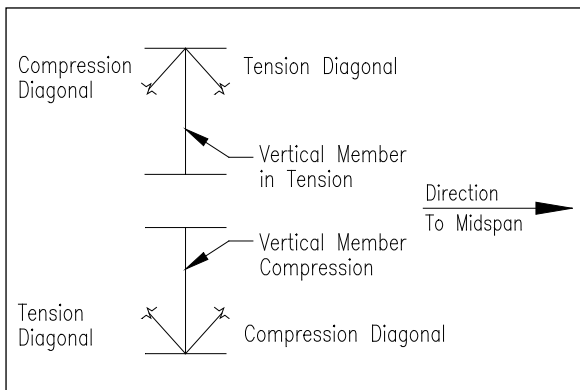 Compression
Diagonal
Tension Diagonal
Vertical Member
in Tension
Direction
To Midspan
Vertical Member
Compression
Tension
Diagonal
Compression Diagonal